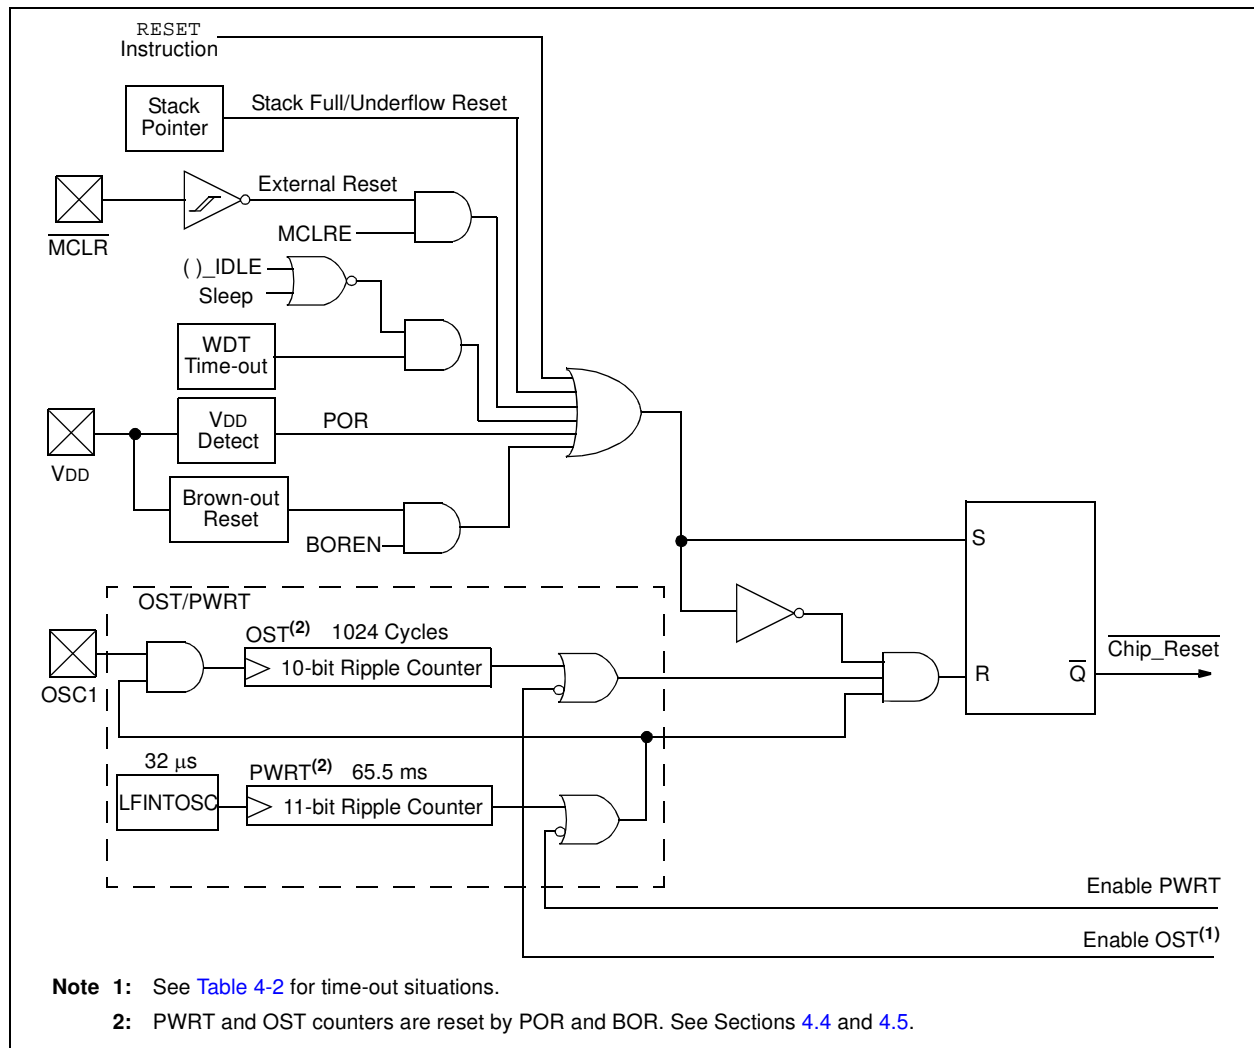 RESET
Instruction
Stack
Pointer
Stack Full/Underflow Reset
External Reset
MCLR
MCLRE
( )_IDLE
Sleep
WDT
Time-out
VDD
VDD
Detect
POR
Brown-out
Reset
BOREN
S
OST/PWRT
OST(2) 1024 Cycles
10-bit Ripple Counter
OSC1
R
Q
Chip_Reset
32 µs
LFINTOSC
PWRT(2) 65.5 ms
11-bit Ripple Counter
Enable PWRT
Enable OST(1)
Note 1: See Table 4-2 for time-out situations.
2: PWRT and OST counters are reset by POR and BOR. See Sections 4.4 and 4.5.